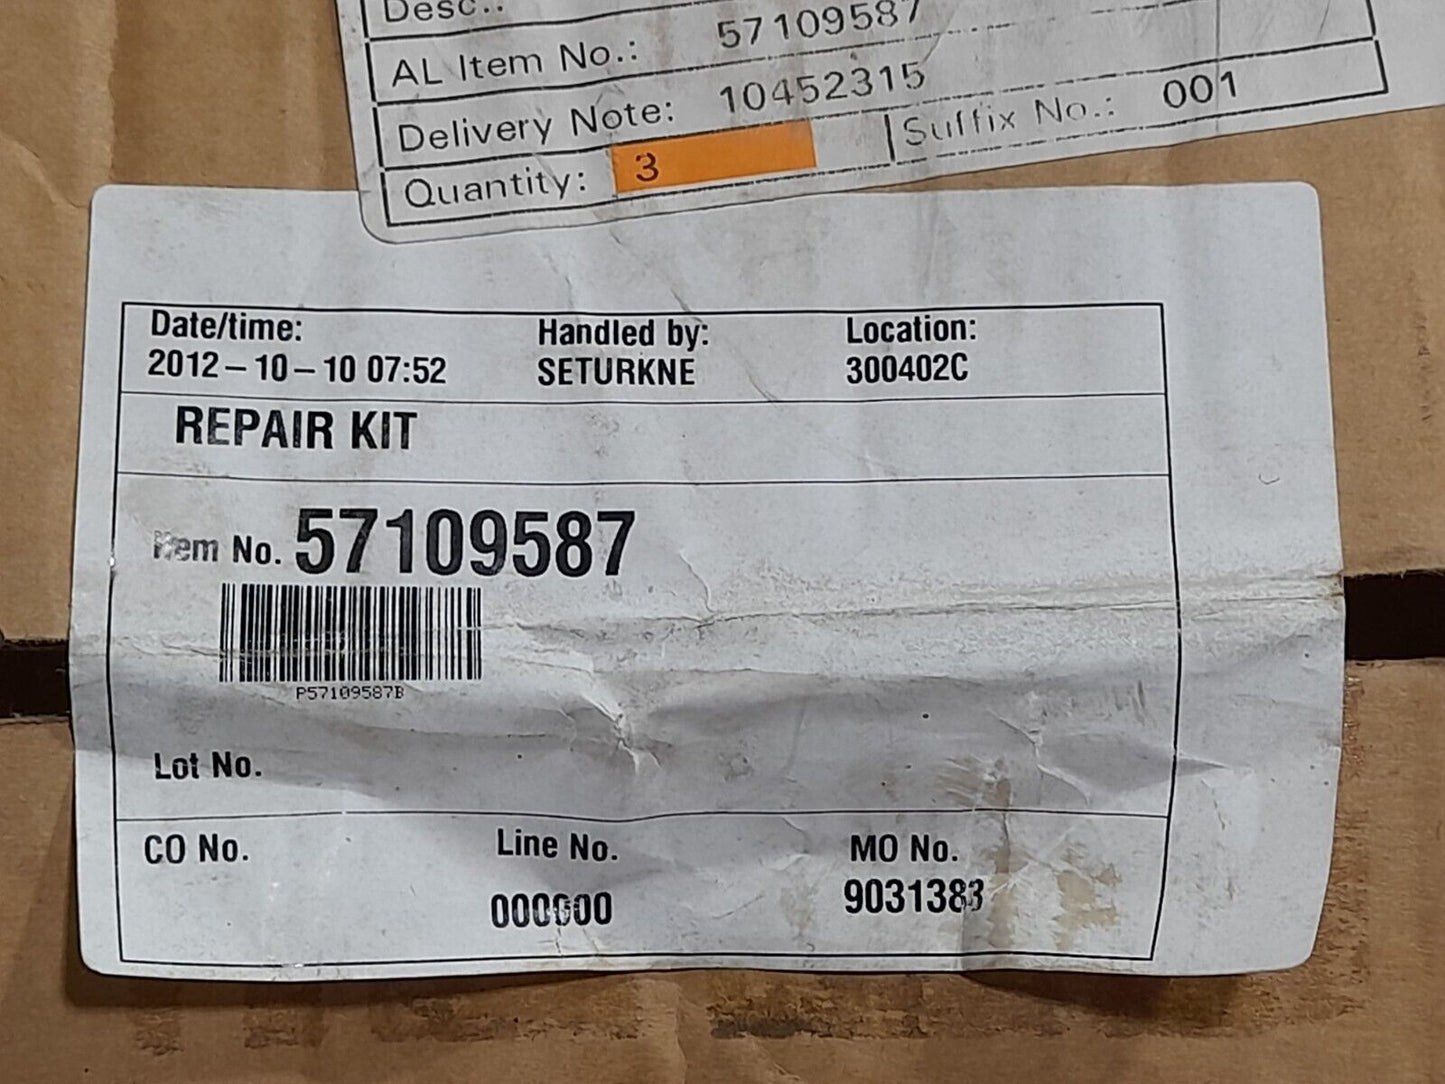 Desc.:
AL Item No.: 57109587
Delivery Note: 10452315
Quantity: 3 Suffix No.: 001
Date/time: Handled by: Location:
2012-10-10 07:52 SETURKNE 300402C
REPAIR KIT
Item No. 57109587
P57109587B
Lot No.
CO No. Line No. MO No.
000000 9031383